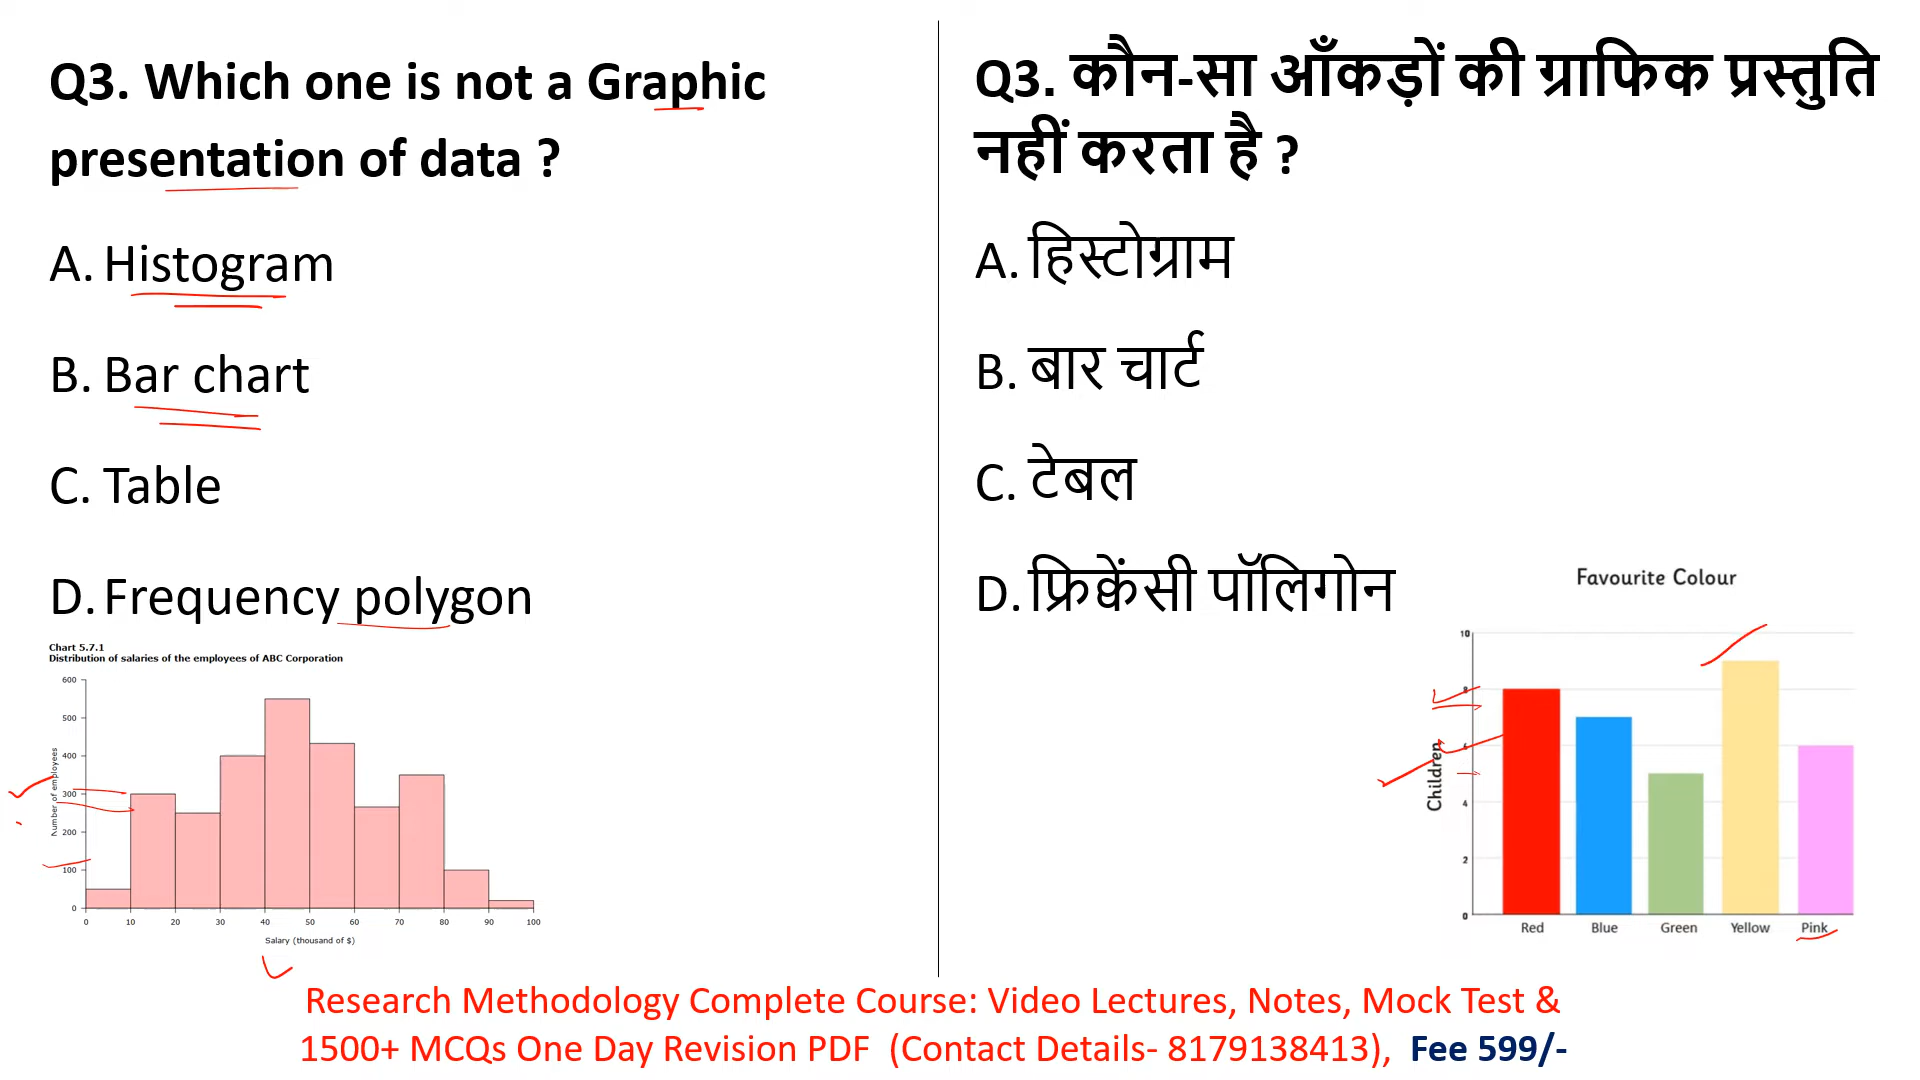 Q3. Which one is not a Graphic
presentation of data ?
A. Histogram
B. Bar chart
C. Table
D. Frequency polygon
Chart 5.7.1
Distribution of salaries of the employees of ABC Corporation
600
500
400
300
200
100
0
Number of employees
0 10 20 30 40 50 60 70 80 90 100
Salary (thousand of $)
Q3. कौन-सा आँकड़ों की ग्राफिक प्रस्तुति
नहीं करता है ?
A. हिस्टोग्राम
B. बार चार्ट
C. टेबल
D. फ्रिक्वेंसी पॉलिगोन
Favourite Colour
10
8
6
4
2
0
Children
Red Blue Green Yellow Pink
Research Methodology Complete Course: Video Lectures, Notes, Mock Test &
1500+ MCQs One Day Revision PDF (Contact Details- 8179138413), Fee 599/-